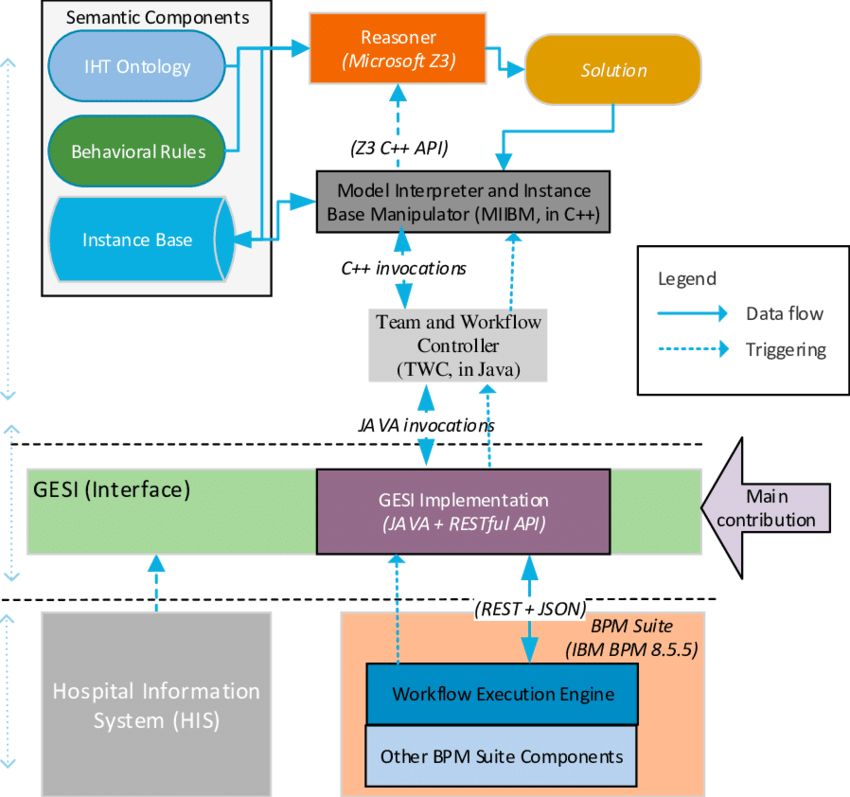 Semantic Components
IHT Ontology
Behavioral Rules
Instance Base
Reasoner
(Microsoft Z3)
Solution
(Z3 C++ API)
Model Interpreter and Instance
Base Manipulator (MIIBM, in C++)
C++ invocations
Team and Workflow
Controller
(TWC, in Java)
Legend
Data flow
Triggering
JAVA invocations
GESI (Interface)
GESI Implementation
(JAVA + RESTful API)
Main
contribution
(REST + JSON)
BPM Suite
(IBM BPM 8.5.5)
Hospital Information
System (HIS)
Workflow Execution Engine
Other BPM Suite Components